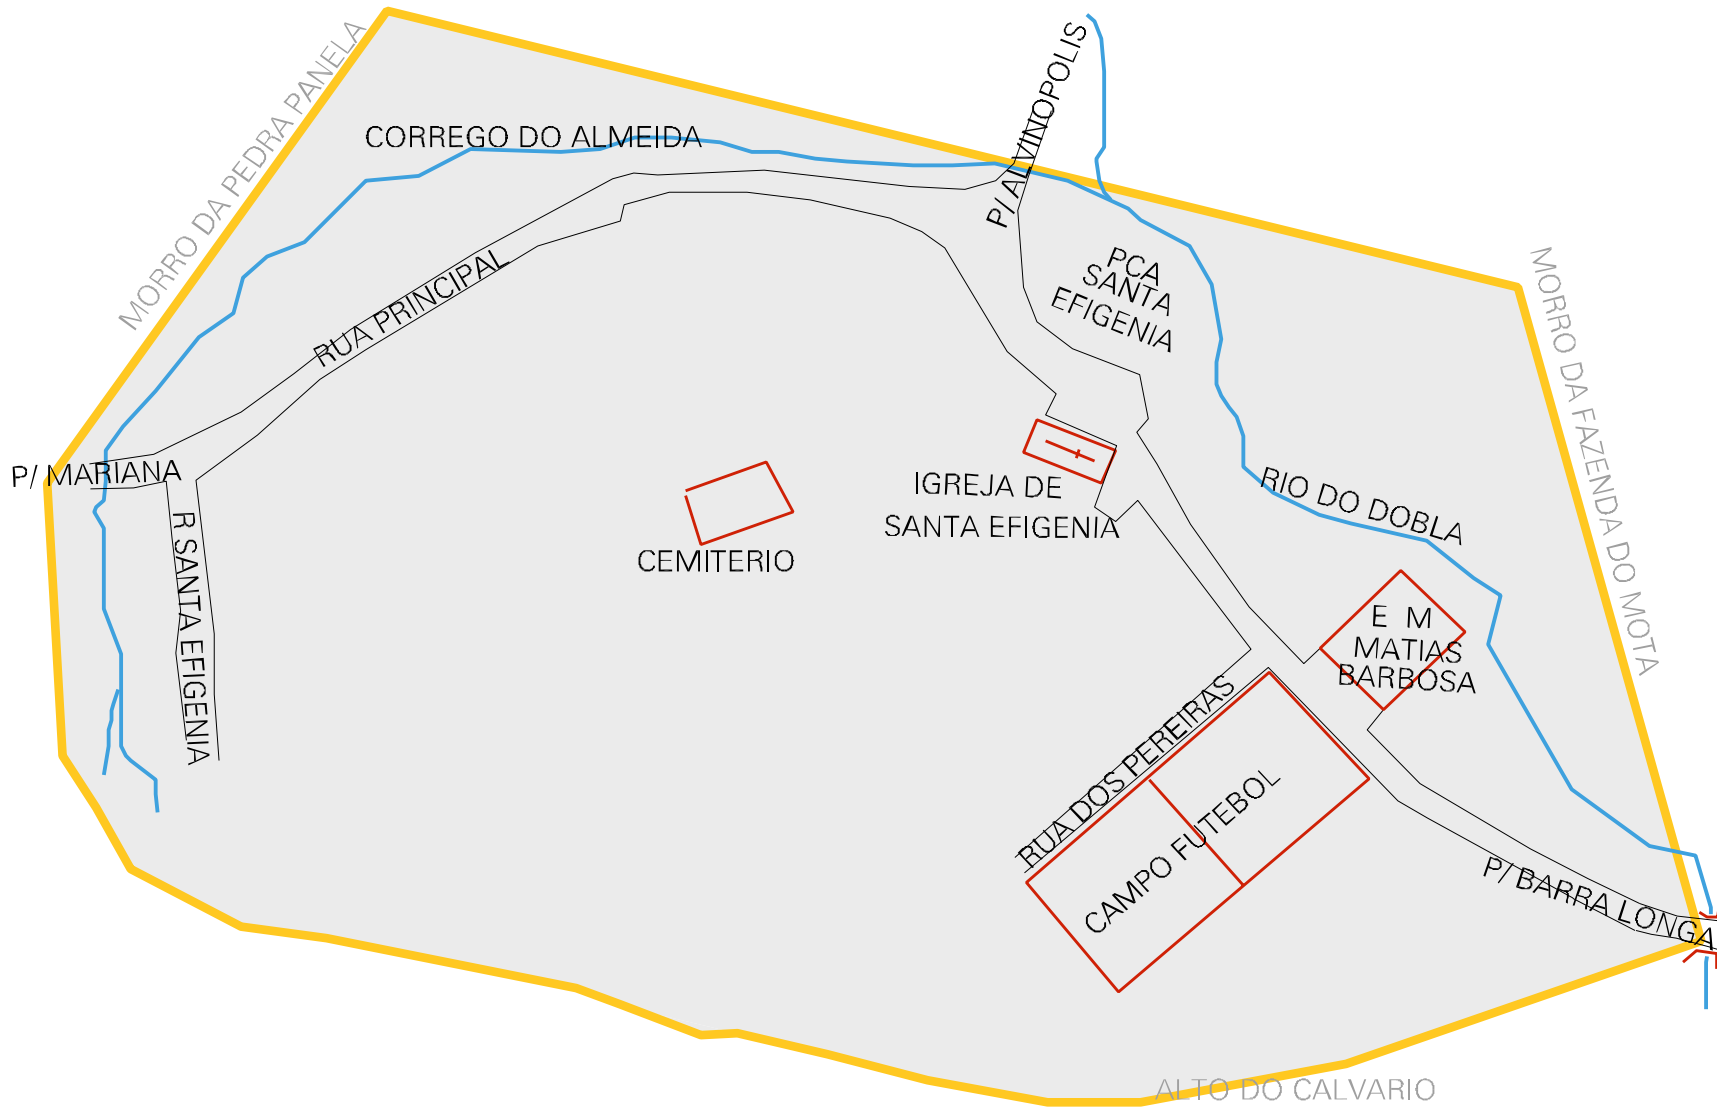 MORRO DA PEDRA PANELA
CORREGO DO ALMEIDA
P/ ALVINOPOLIS
RUA PRINCIPAL
PCA
SANTA
EFIGENIA
MORRO DA FAZENDA DO MOTA
P/ MARIANA
R SANTA EFIGENIA
CEMITERIO
IGREJA DE
SANTA EFIGENIA
RIO DO DOBLA
E M
MATIAS
BARBOSA
RUA DOS PEREIRAS
CAMPO FUTEBOL
P/ BARRA LONGA
ALTO DO CALVARIO